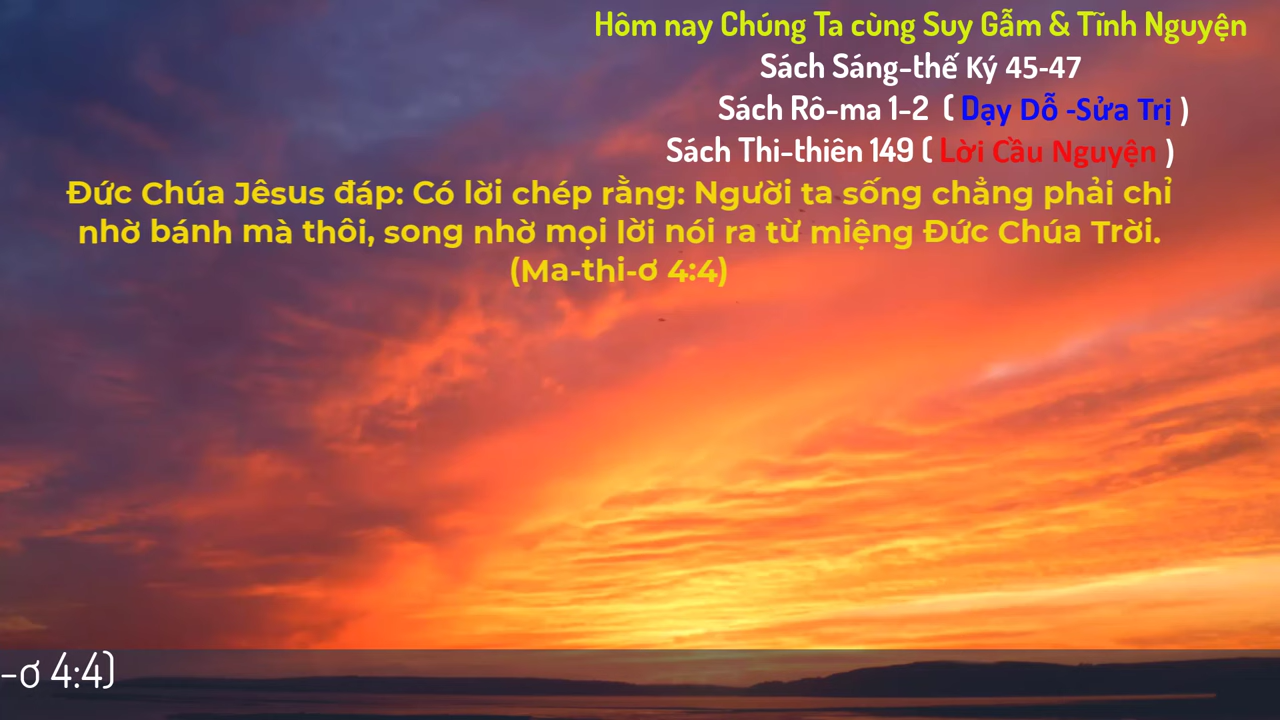 Hôm nay Chúng Ta cùng Suy Gẫm & Tĩnh Nguyện
Sách Sáng-thế Ký 45-47
Sách Rô-ma 1-2 ( Dạy Dỗ -Sửa Trị )
Sách Thi-thiên 149 ( Lời Cầu Nguyện )
Đức Chúa Jêsus đáp: Có lời chép rằng: Người ta sống chẳng phải chỉ
nhờ bánh mà thôi, song nhờ mọi lời nói ra từ miệng Đức Chúa Trời.
(Ma-thi-ơ 4:4)
-ơ 4:4)